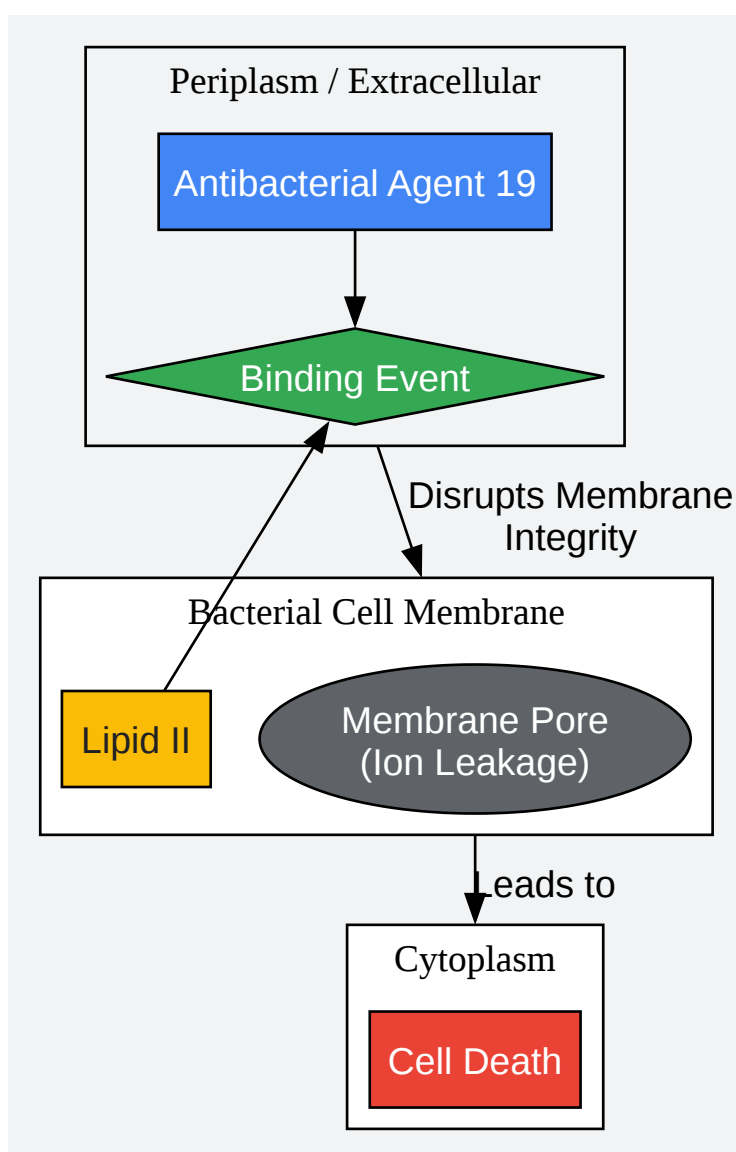 Periplasm / Extracellular
Antibacterial Agent 19
Binding Event
Disrupts Membrane
Integrity
Bacterial Cell Membrane
Lipid II
Membrane Pore
(Ion Leakage)
Leads to
Cytoplasm
Cell Death